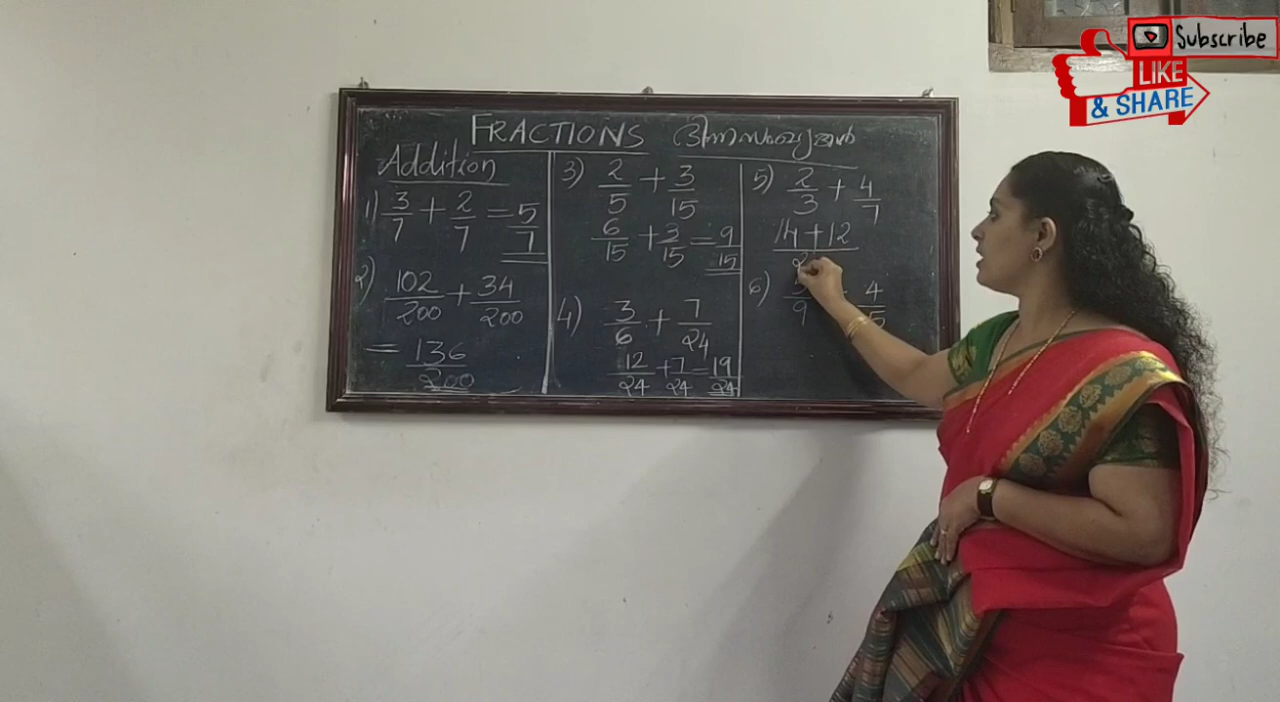 FRACTIONS ഭിന്നസംഖ്യകൾ
Addition
1) 3/7 + 2/7 = 5/7
2) 102/200 + 34/200
= 136/200
3) 2/5 + 3/15
6/15 + 3/15 = 9/15
4) 3/6 + 7/24
12/24 + 7/24 = 19/24
5) 2/3 + 4/7
14 + 12
6) 5/9 4/5
Subscribe
LIKE
& SHARE